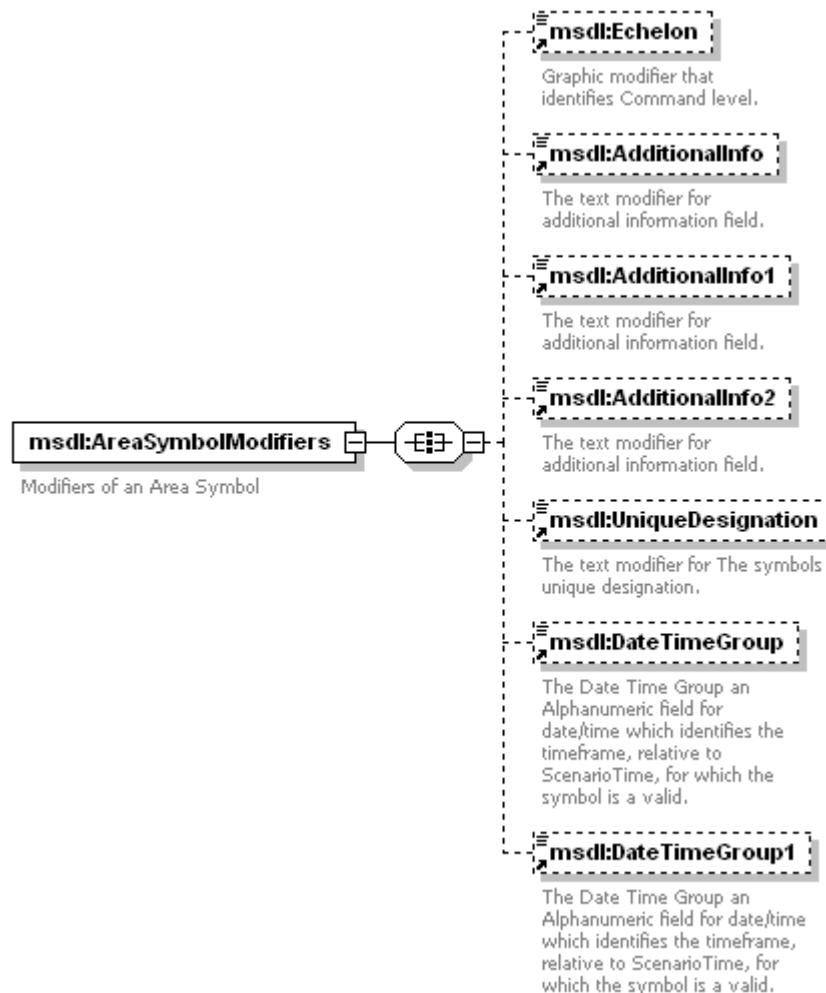 msdl:Echelon
Graphic modifier that
identifies Command level.
msdl:AdditionalInfo
The text modifier for
additional information field.
msdl:AdditionalInfo1
The text modifier for
additional information field.
msdl:AdditionalInfo2
The text modifier for
additional information field.
msdl:AreaSymbolModifiers
Modifiers of an Area Symbol
msdl:UniqueDesignation
The text modifier for The symbols
unique designation.
msdl:DateTimeGroup
The Date Time Group an
Alphanumeric field for
date/time which identifies the
timeframe, relative to
ScenarioTime, for which the
symbol is a valid.
msdl:DateTimeGroup1
The Date Time Group an
Alphanumeric field for date/time
which identifies the timeframe,
relative to ScenarioTime, for
which the symbol is a valid.